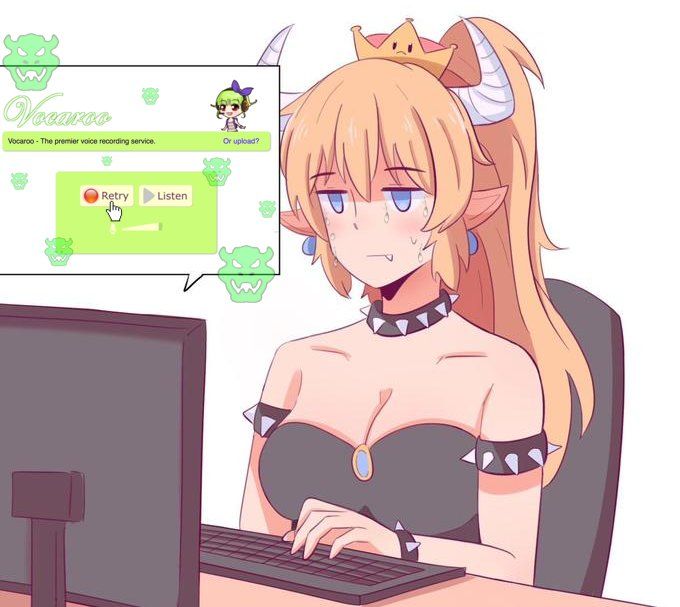 Vocaroo
Vocaroo - The premier voice recording service. Or upload?
Retry Listen